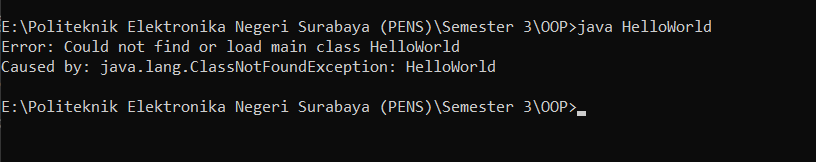 E:\Politeknik Elektronika Negeri Surabaya (PENS)\Semester 3\OOP>java HelloWorld
Error: Could not find or load main class HelloWorld
Caused by: java.lang.ClassNotFoundException: HelloWorld
E:\Politeknik Elektronika Negeri Surabaya (PENS)\Semester 3\OOP>